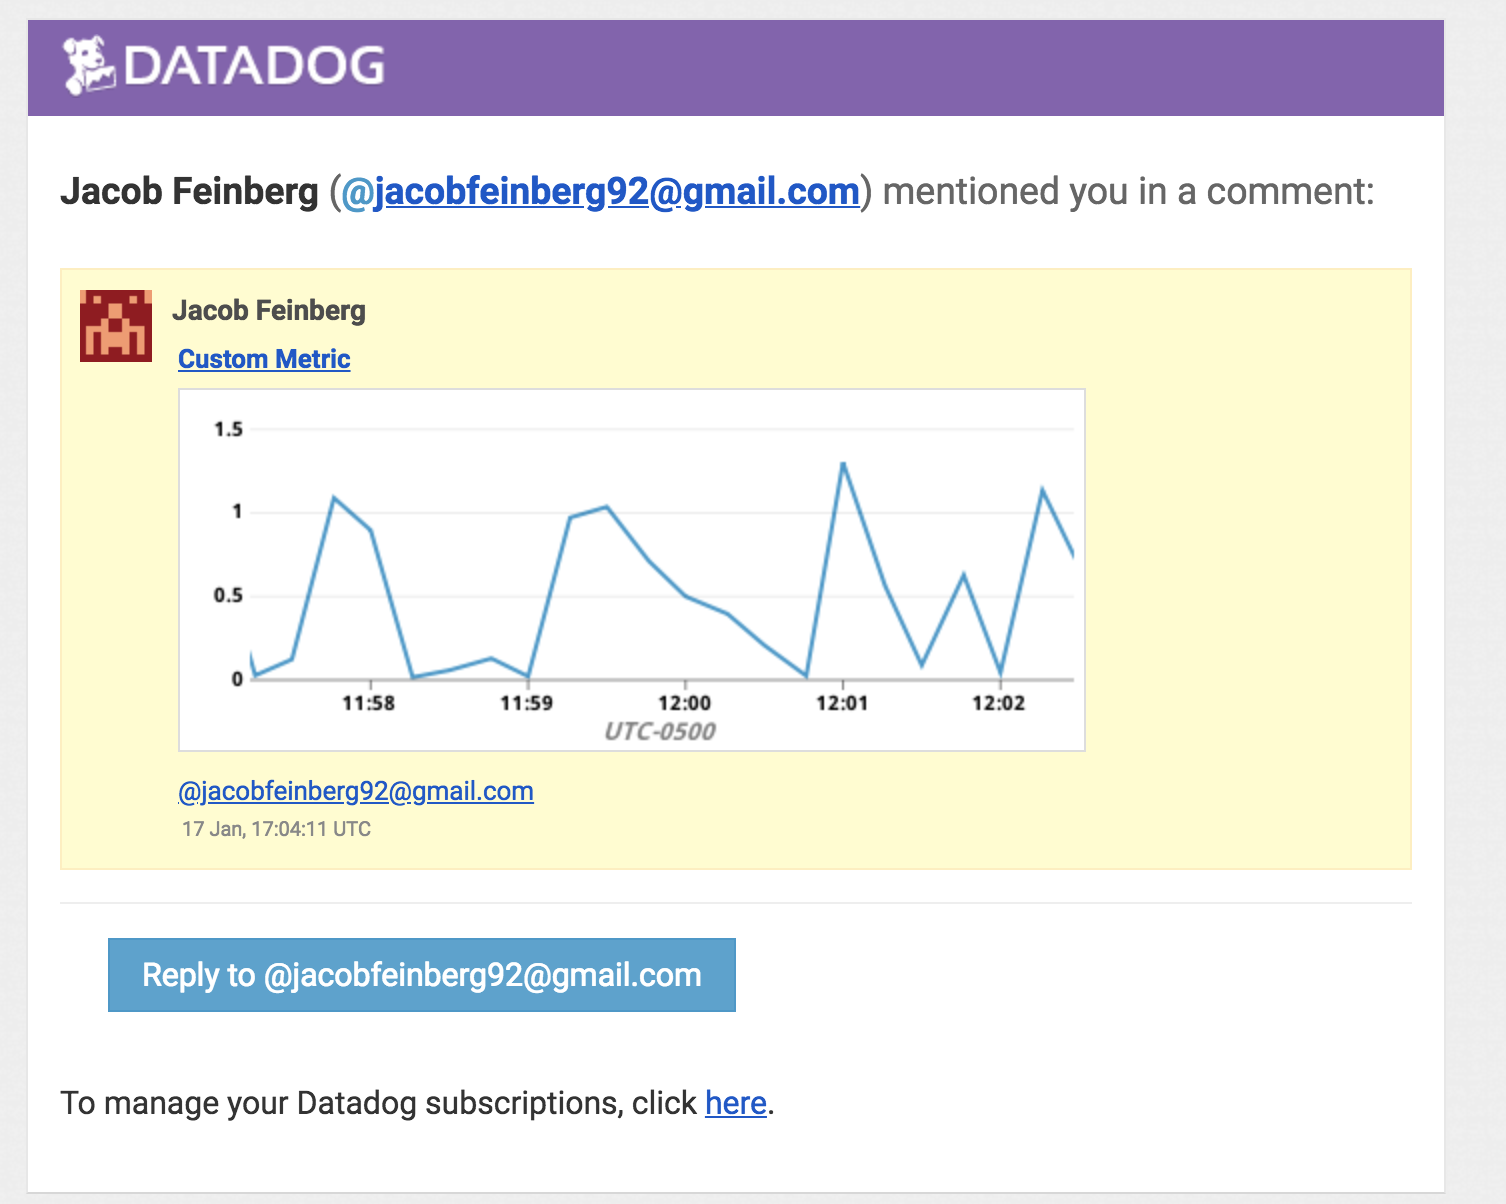 DATADOG
Jacob Feinberg (@jacobfeinberg92@gmail.com) mentioned you in a comment:
Jacob Feinberg
Custom Metric
1.5
1
0.5
0
11:58 11:59 12:00 12:01 12:02
UTC-0500
@jacobfeinberg92@gmail.com
17 Jan, 17:04:11 UTC
Reply to @jacobfeinberg92@gmail.com
To manage your Datadog subscriptions, click here.